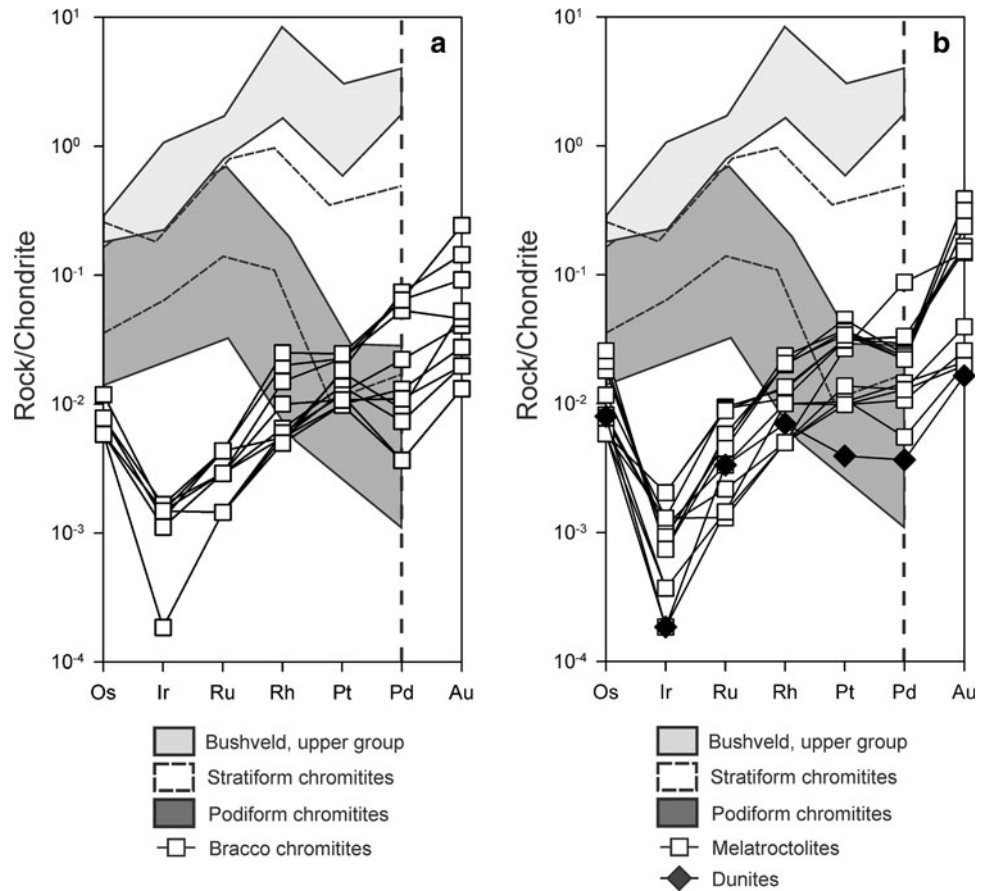 a
Rock/Chondrite
10¹
10⁰
10⁻¹
10⁻²
10⁻³
10⁻⁴
Os Ir Ru Rh Pt Pd Au
Bushveld, upper group
Stratiform chromitites
Podiform chromitites
Bracco chromitites
b
Rock/Chondrite
10¹
10⁰
10⁻¹
10⁻²
10⁻³
10⁻⁴
Os Ir Ru Rh Pt Pd Au
Bushveld, upper group
Stratiform chromitites
Podiform chromitites
Melatroctolites
Dunites